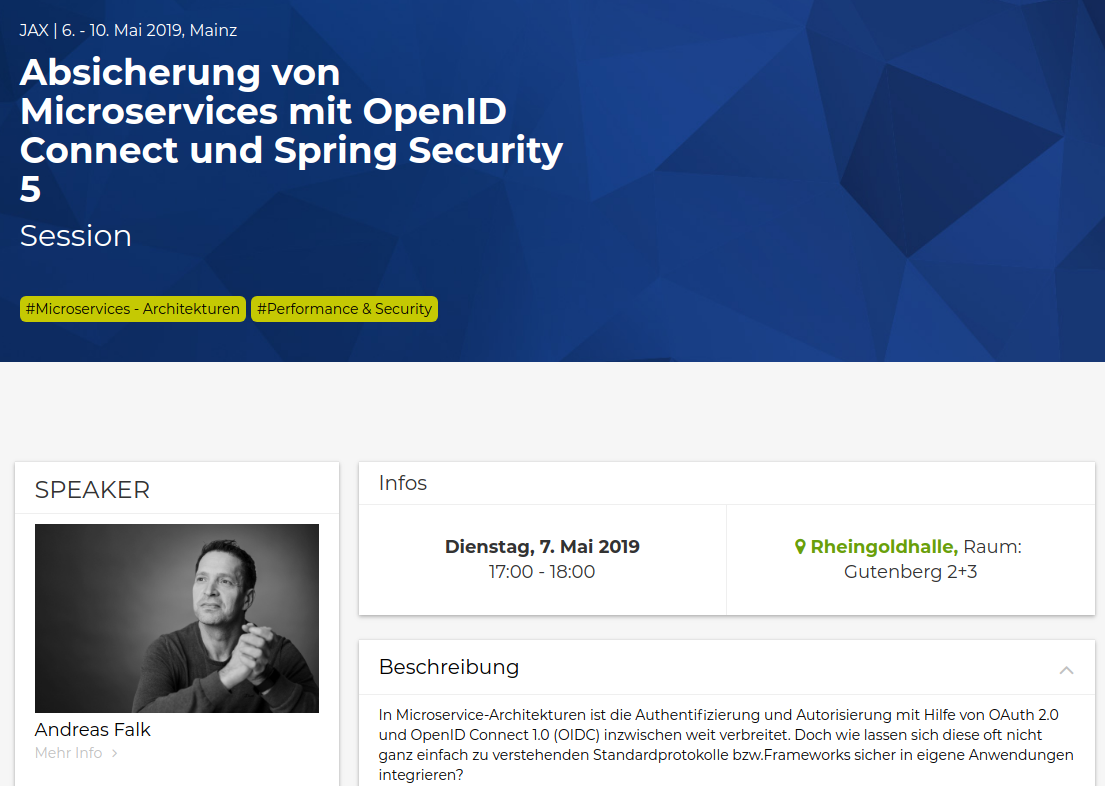 JAX | 6. - 10. Mai 2019, Mainz
Absicherung von
Microservices mit OpenID
Connect und Spring Security
5
Session
#Microservices - Architekturen #Performance & Security
SPEAKER
Andreas Falk
Mehr Info >
Infos
Dienstag, 7. Mai 2019
17:00 - 18:00
Rheingoldhalle, Raum:
Gutenberg 2+3
Beschreibung
In Microservice-Architekturen ist die Authentifizierung und Autorisierung mit Hilfe von OAuth 2.0
und OpenID Connect 1.0 (OIDC) inzwischen weit verbreitet. Doch wie lassen sich diese oft nicht
ganz einfach zu verstehenden Standardprotokolle bzw.Frameworks sicher in eigene Anwendungen
integrieren?